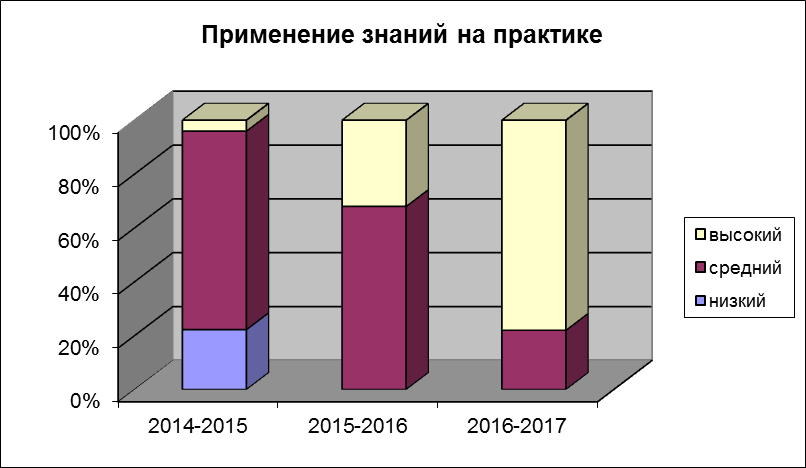 Применение знаний на практике
100%
80%
60%
40%
20%
0%
2014-2015
2015-2016
2016-2017
высокий
средний
низкий